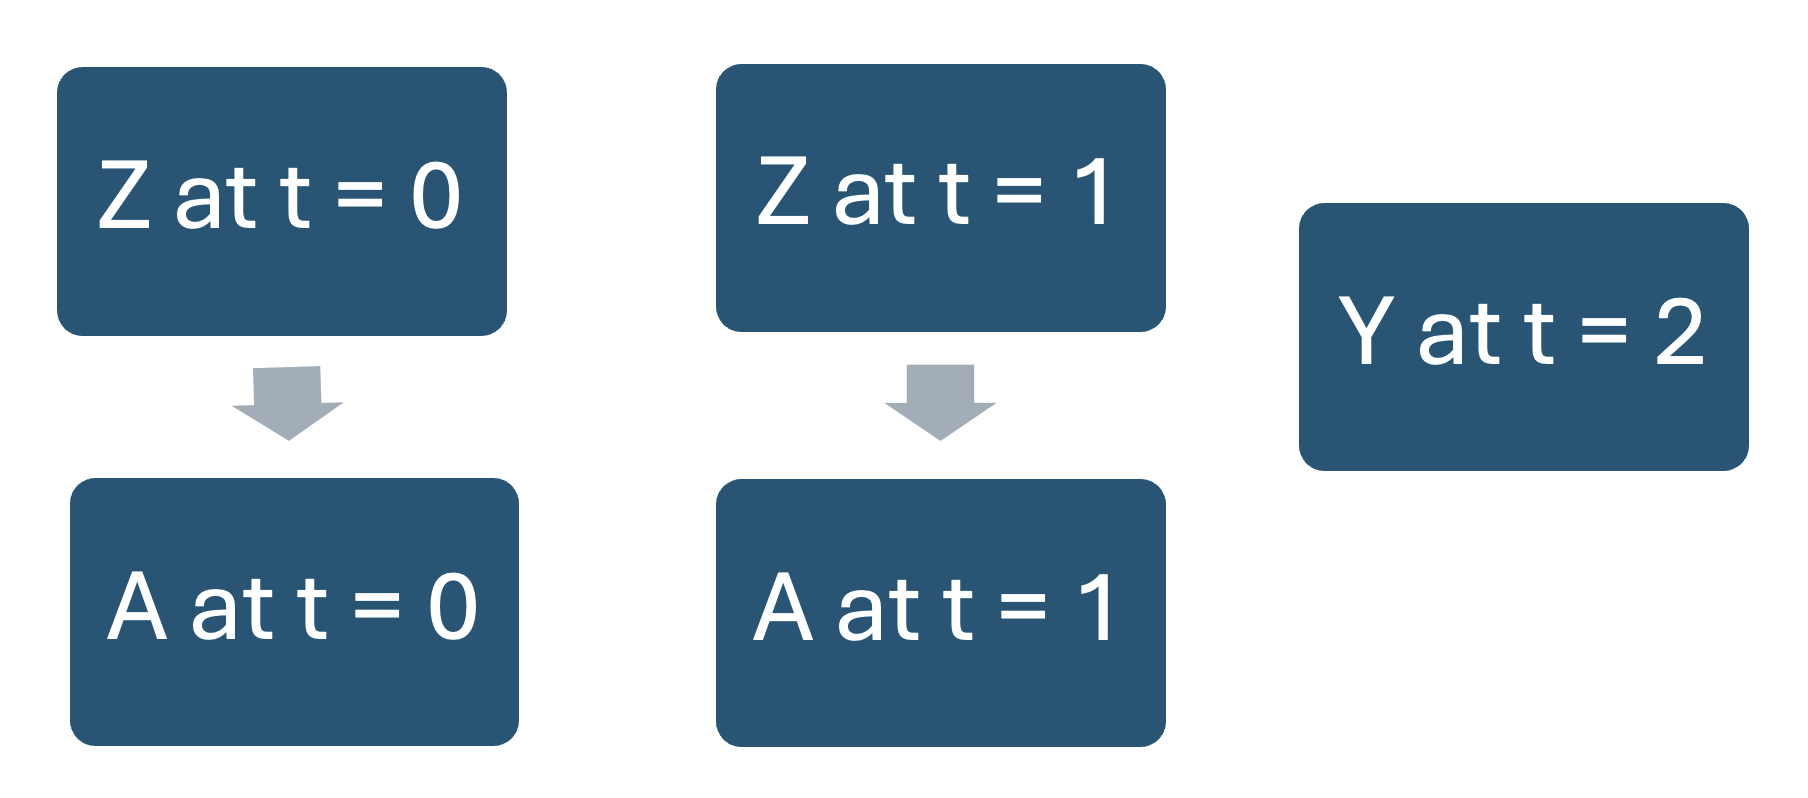 Z at t = 0
Z at t = 1
Y at t = 2
A at t = 0
A at t = 1